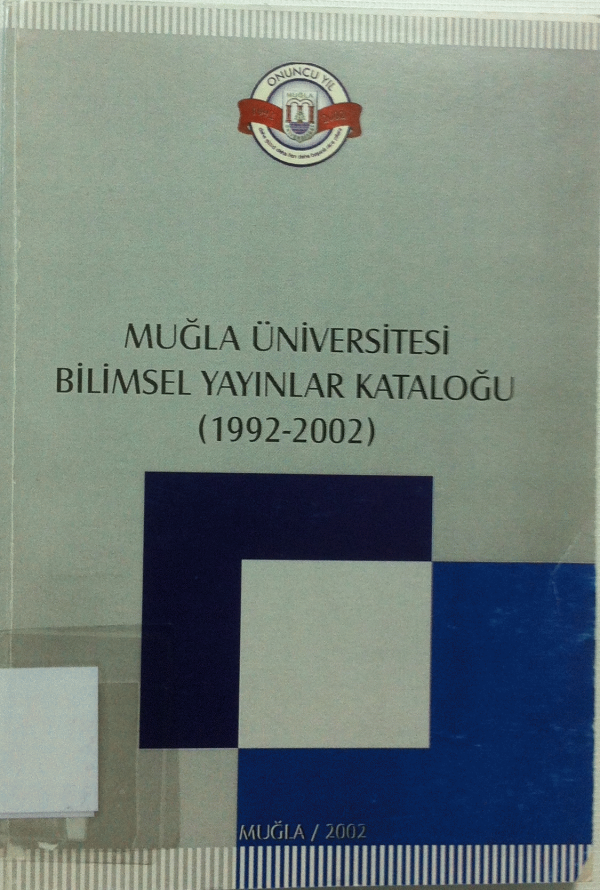 ONUNCU YIL
MUĞLA
MUĞLA ÜNİVERSİTESİ
BİLİMSEL YAYINLAR KATALOĞU
(1992-2002)
MUĞLA / 2002